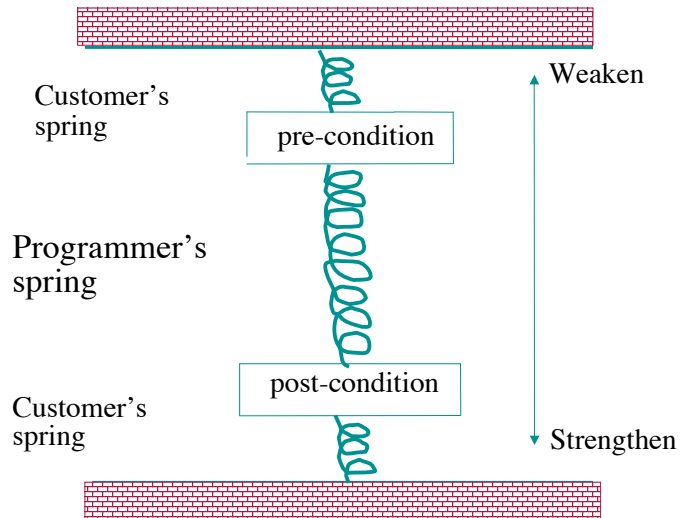 Weaken
Customer’s
spring
pre-condition
Programmer’s
spring
post-condition
Customer’s
spring
Strengthen